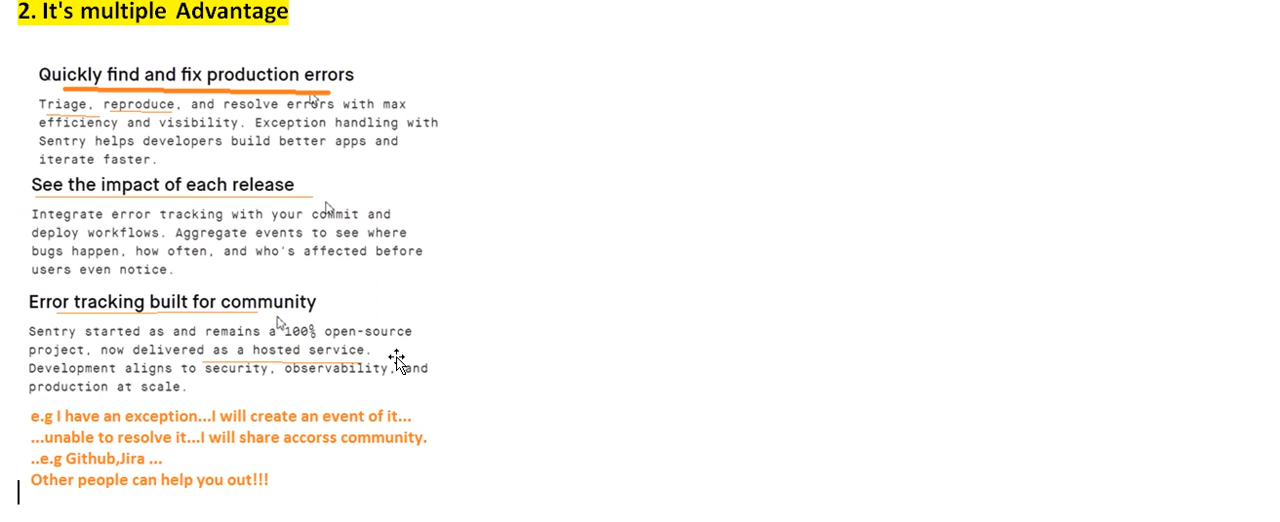 2. It's multiple Advantage
Quickly find and fix production errors
Triage, reproduce, and resolve errors with max
efficiency and visibility. Exception handling with
Sentry helps developers build better apps and
iterate faster.
See the impact of each release
Integrate error tracking with your commit and
deploy workflows. Aggregate events to see where
bugs happen, how often, and who's affected before
users even notice.
Error tracking built for community
Sentry started as and remains a 100% open-source
project, now delivered as a hosted service.
Development aligns to security, observability, and
production at scale.
e.g I have an exception...I will create an event of it...
...unable to resolve it...I will share accorss community.
..e.g Github,Jira ...
Other people can help you out!!!